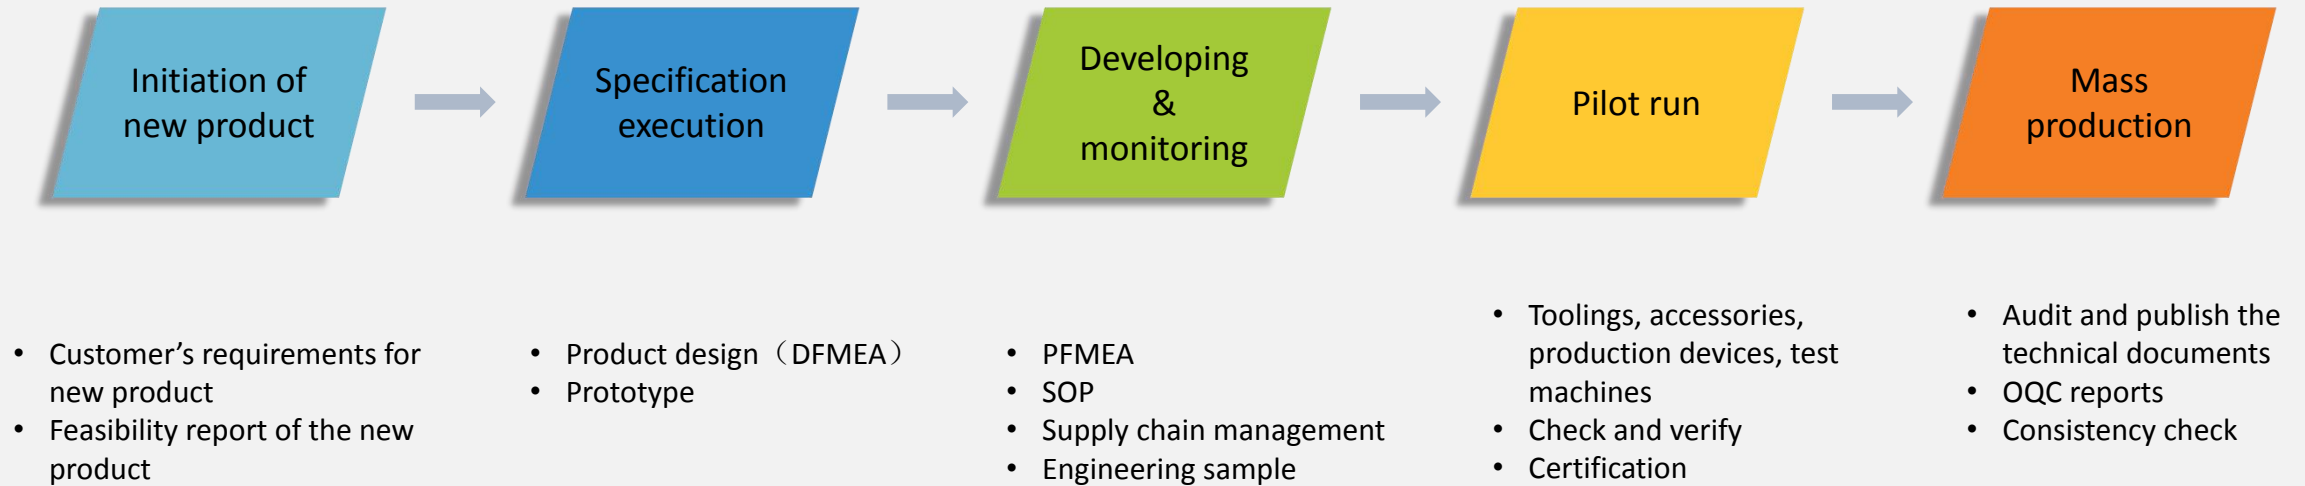 Initiation of
new product
Specification
execution
Developing
&
monitoring
Pilot run
Mass
production
• Customer’s requirements for
new product
• Feasibility report of the new
product
• Product design（DFMEA）
• Prototype
• PFMEA
• SOP
• Supply chain management
• Engineering sample
• Toolings, accessories,
production devices, test
machines
• Check and verify
• Certification
• Audit and publish the
technical documents
• OQC reports
• Consistency check